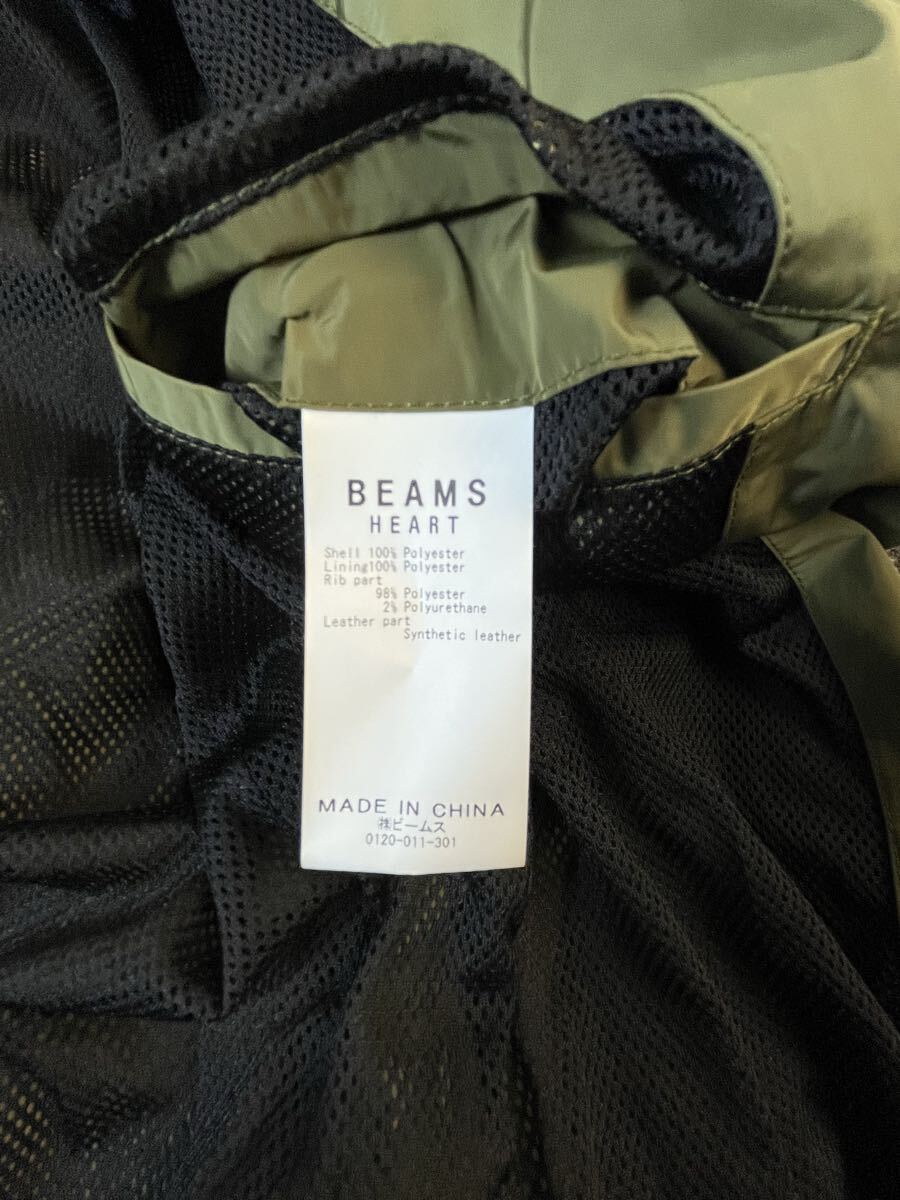 BEAMS
HEART
Shell 100% Polyester
Lining100% Polyester
Rib part
98% Polyester
2% Polyurethane
Leather part
Synthetic leather
MADE IN CHINA
㈱ビームス
0120-011-301